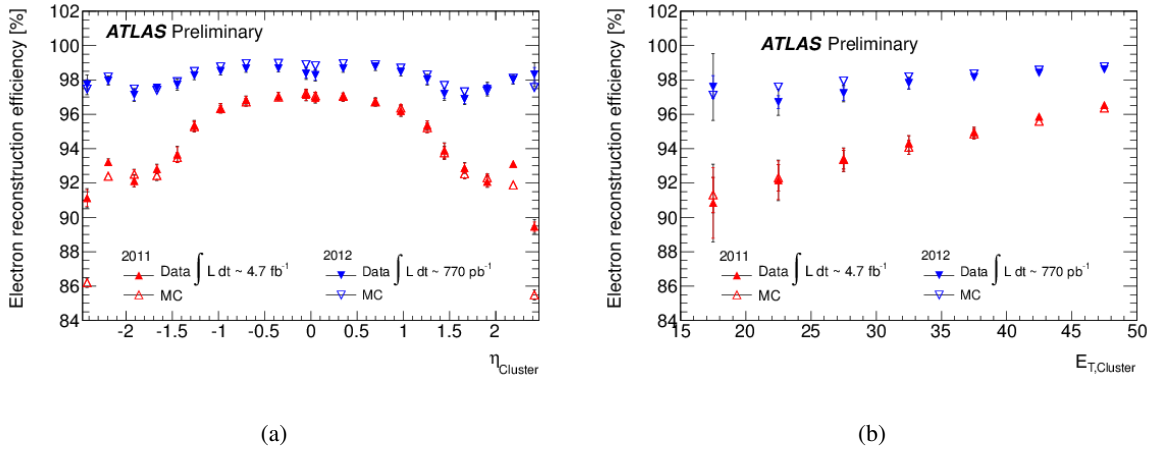 Electron reconstruction efficiency [%]
102
100
98
96
94
92
90
88
86
84
ATLAS Preliminary
2011
Data ∫ L dt ~ 4.7 fb⁻¹
MC
2012
Data ∫ L dt ~ 770 pb⁻¹
MC
-2 -1.5 -1 -0.5 0 0.5 1 1.5 2
η Cluster
(a)
Electron reconstruction efficiency [%]
102
100
98
96
94
92
90
88
86
84
ATLAS Preliminary
2011
Data ∫ L dt ~ 4.7 fb⁻¹
MC
2012
Data ∫ L dt ~ 770 pb⁻¹
MC
15 20 25 30 35 40 45 50
E T,Cluster
(b)